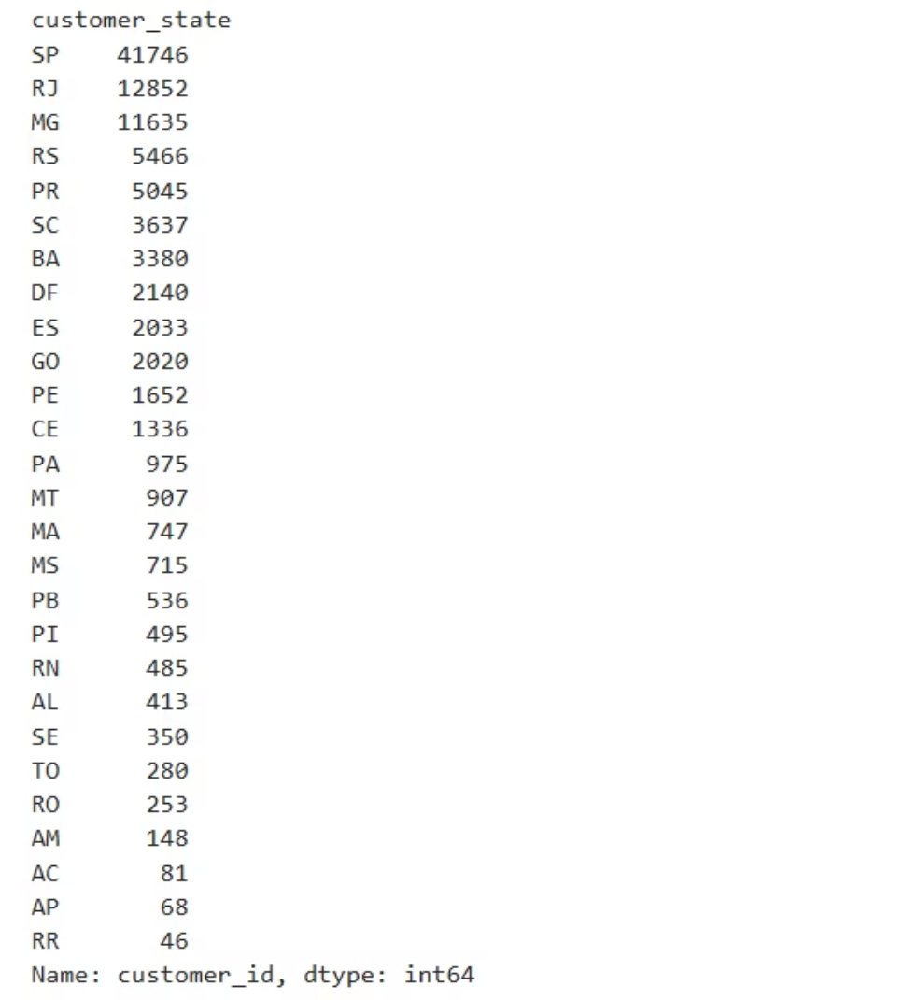 customer_state
SP    41746
RJ    12852
MG    11635
RS     5466
PR     5045
SC     3637
BA     3380
DF     2140
ES     2033
GO     2020
PE     1652
CE     1336
PA      975
MT      907
MA      747
MS      715
PB      536
PI      495
RN      485
AL      413
SE      350
TO      280
RO      253
AM      148
AC       81
AP       68
RR       46
Name: customer_id, dtype: int64